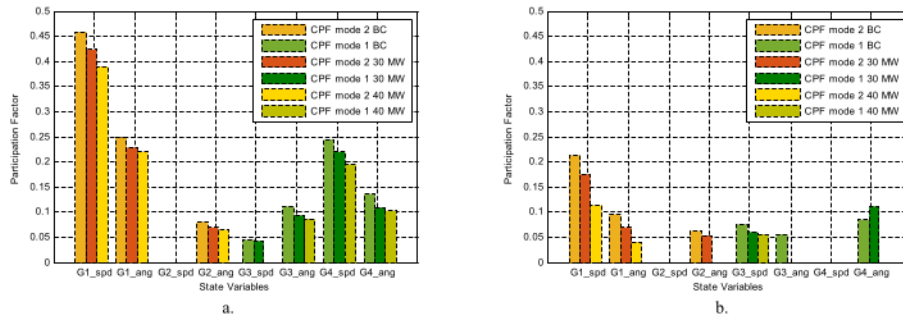 0.5
0.45
0.4
0.35
0.3
0.25
0.2
0.15
0.1
0.05
0
Participation Factor
CPF mode 2 BC
CPF mode 1 BC
CPF mode 2 30 MW
CPF mode 1 30 MW
CPF mode 2 40 MW
CPF mode 1 40 MW
G1_spd G1_ang G2_spd G2_ang G3_spd G3_ang G4_spd G4_ang
State Variables
a.
0.5
0.45
0.4
0.35
0.3
0.25
0.2
0.15
0.1
0.05
0
Participation Factor
CPF mode 2 BC
CPF mode 1 BC
CPF mode 2 30 MW
CPF mode 1 30 MW
CPF mode 2 40 MW
CPF mode 1 40 MW
G1_spd G1_ang G2_spd G2_ang G3_spd G3_ang G4_spd G4_ang
State Variables
b.